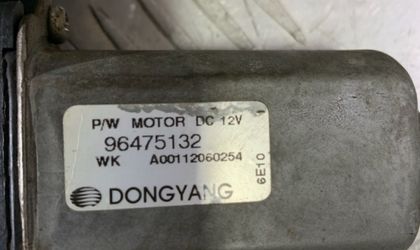 P/W MOTOR DC 12V
96475132
WK A00112060254
6E10
DONGYANG